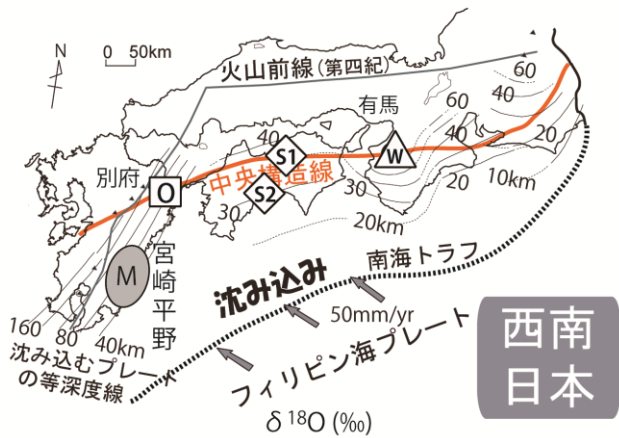 N
0 50km
火山前線(第四紀)
60
40
20
有馬
60
40
20
10km
40
S1
W
別府
O
中央構造線
S2
30
30
20km
M
宮崎平野
沈み込み
南海トラフ
50mm/yr
フィリピン海プレート
160
80
40km
沈み込むプレート
の等深度線
西南
日本
δ 18O (‰)